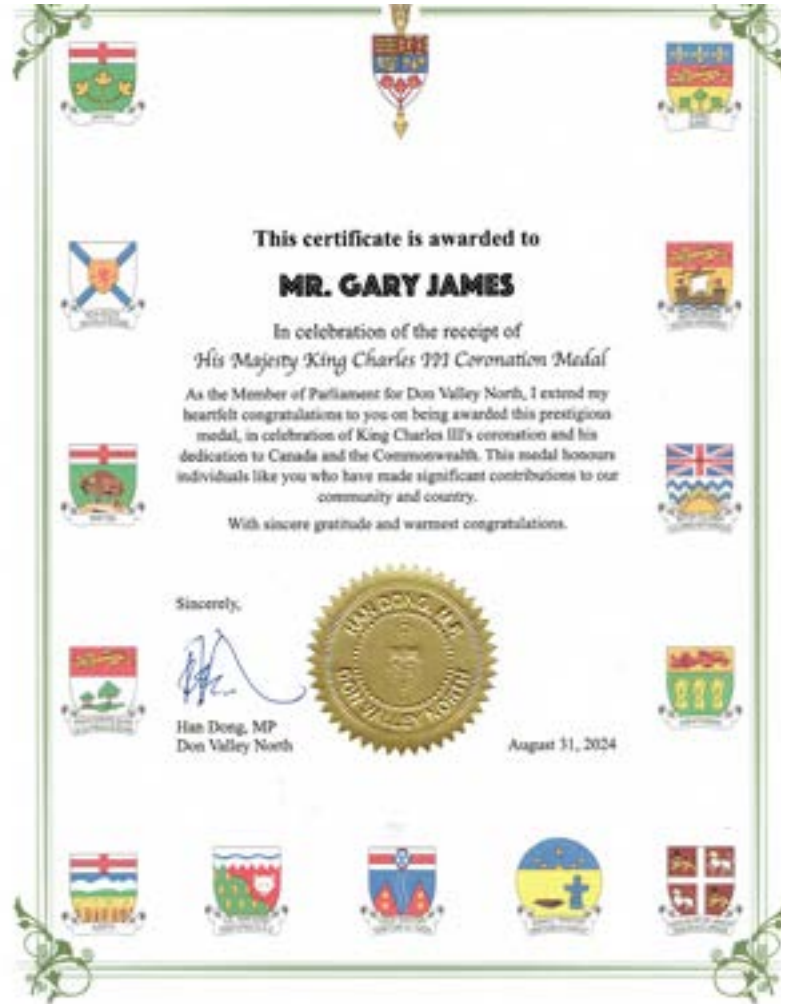 This certificate is awarded to
MR. GARY JAMES
In celebration of the receipt of
His Majesty King Charles III Coronation Medal
As the Member of Parliament for Don Valley North, I extend my
heartfelt congratulations to you on being awarded this prestigious
medal, in celebration of King Charles III's coronation and his
dedication to Canada and the Commonwealth. This medal honours
individuals like you who have made significant contributions to our
community and country.
With sincere gratitude and warmest congratulations.
Sincerely,
HAN DONG, M.P.
DON VALLEY NORTH
Han Dong, MP
Don Valley North
August 31, 2024